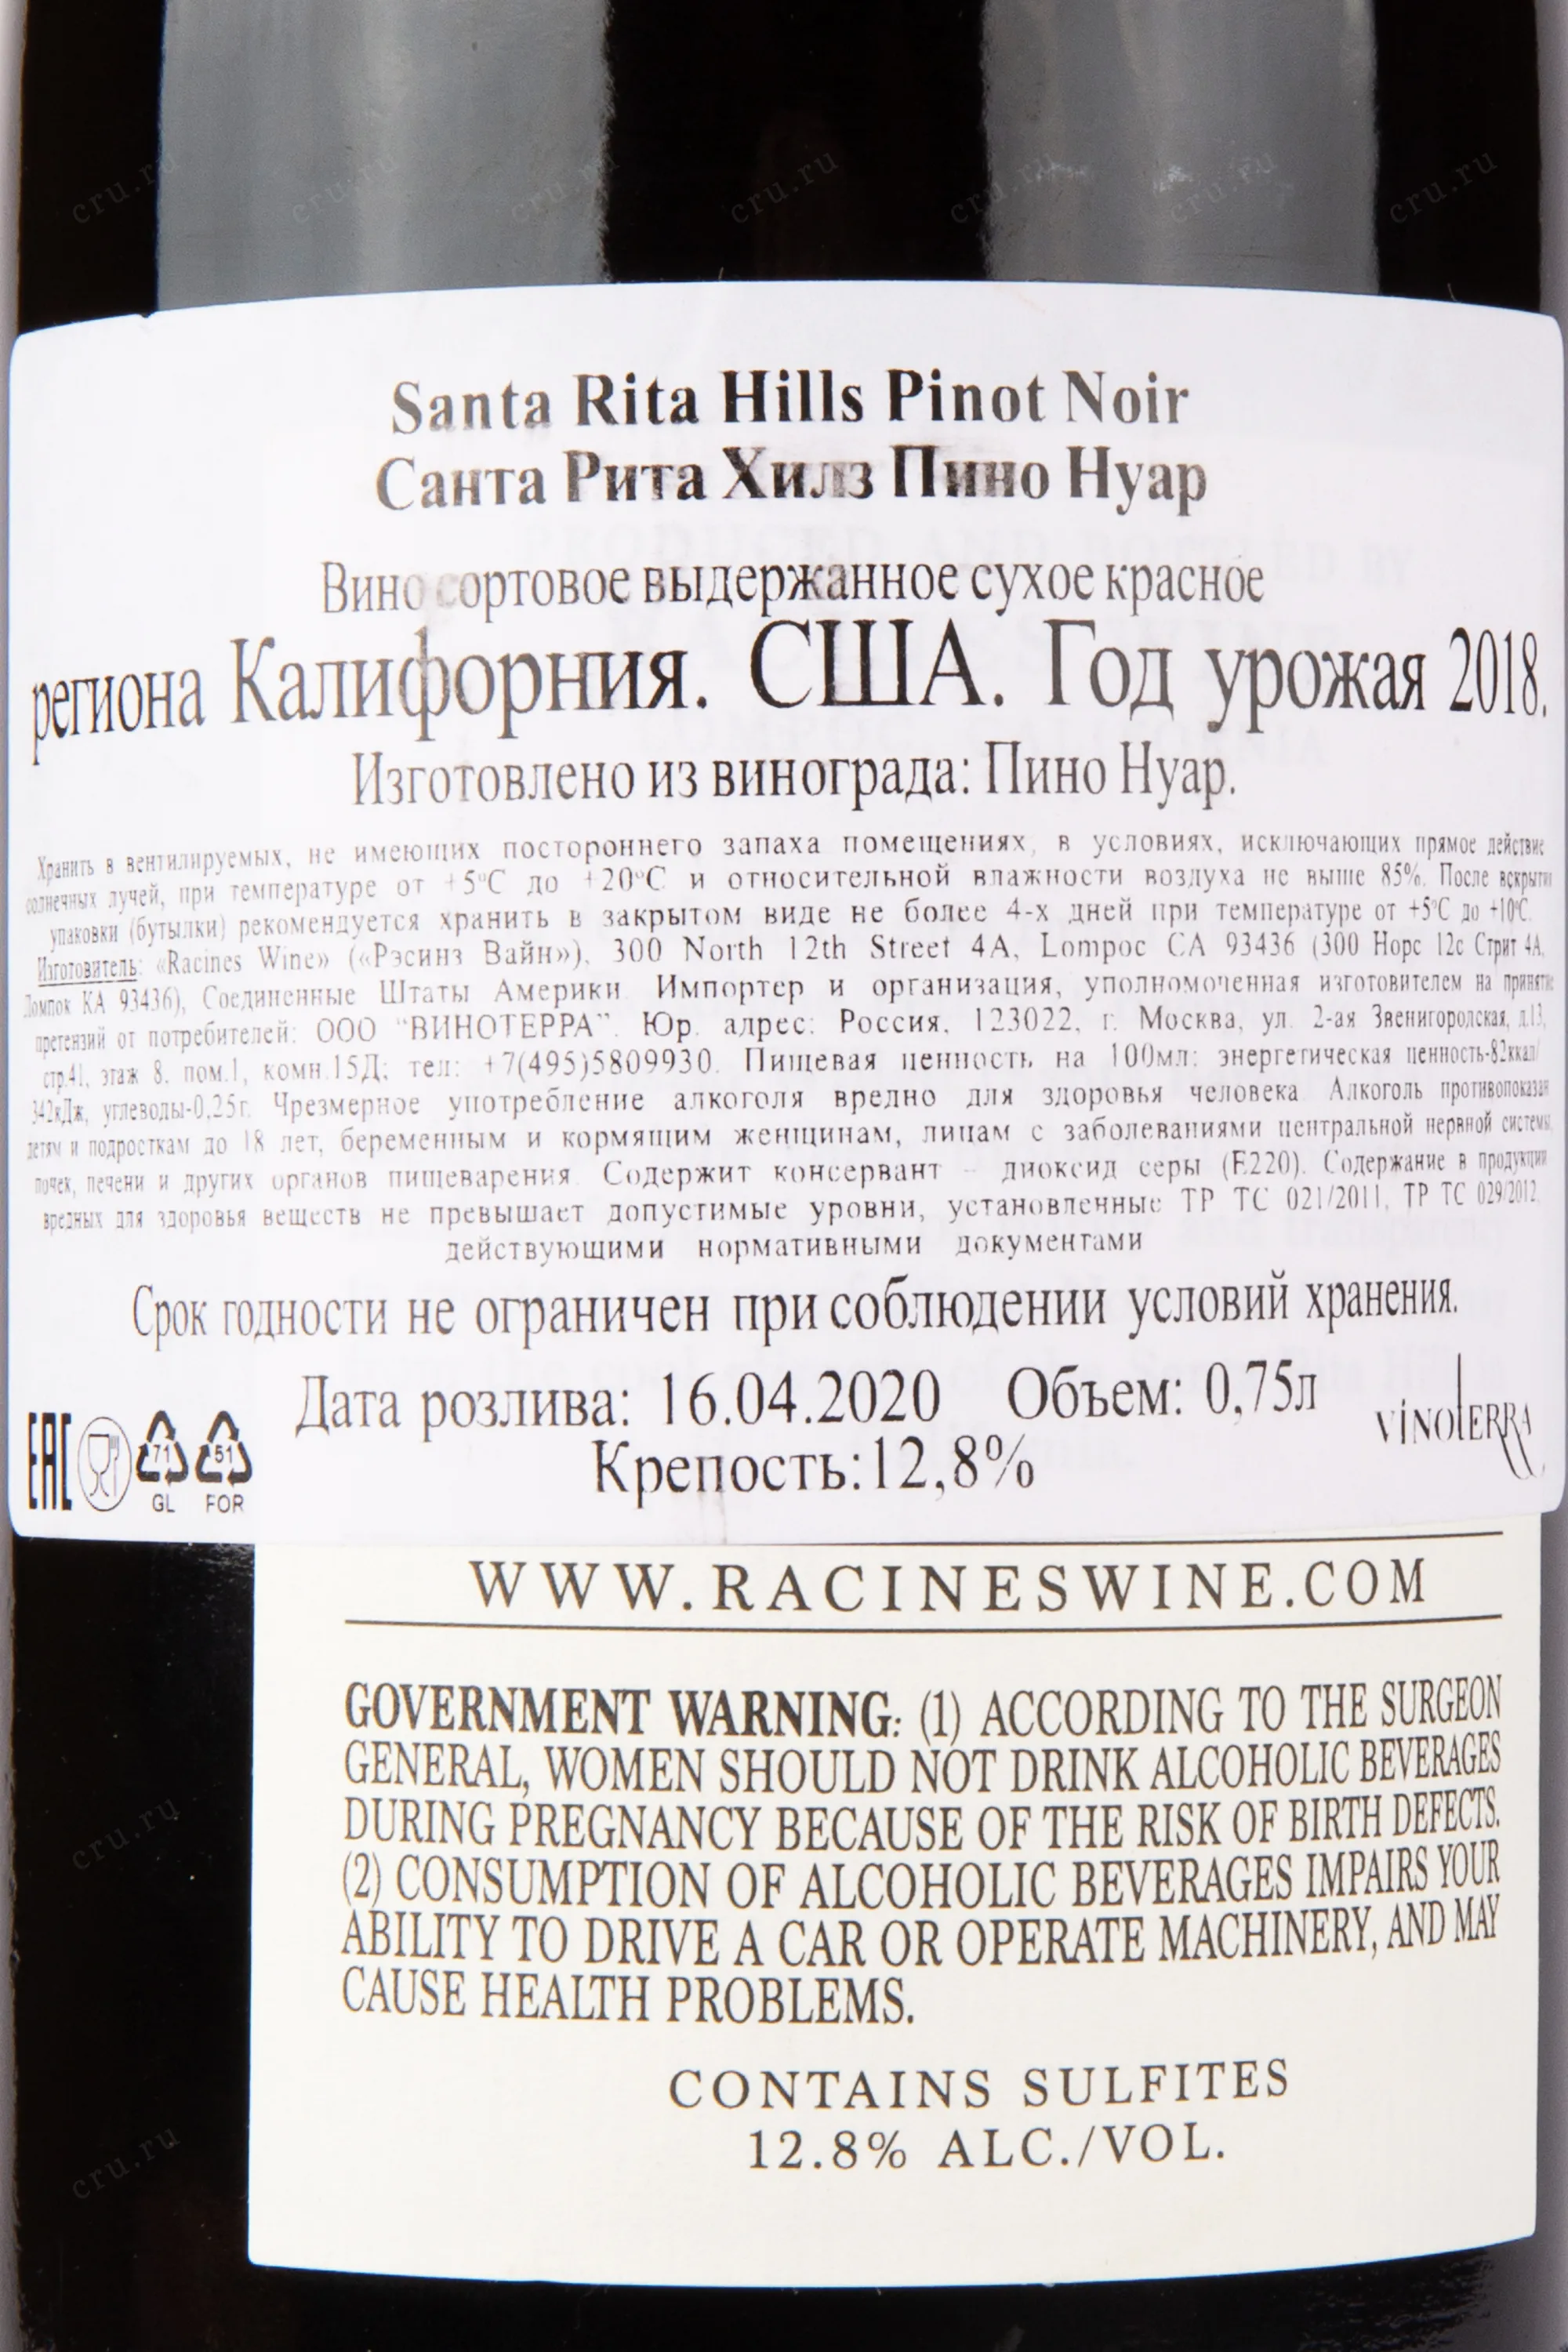 Santa Rita Hills Pinot Noir
Санта Рита Хилз Пино Нуар
Вино сортовое выдержанное сухое красное
региона Калифорния. США. Год урожая 2018.
Изготовлено из винограда: Пино Нуар.
Хранить в вентилируемых, не имеющих постороннего запаха помещениях, в условиях, исключающих прямое действие
солнечных лучей, при температуре от +5°C до +20°C и относительной влажности воздуха не выше 85%. После вскрытия
упаковки (бутылки) рекомендуется хранить в закрытом виде не более 4-х дней при температуре от +5°C до +10°C.
Изготовитель: «Racines Wine» («Рэсинз Вайн»), 300 North 12th Street 4A, Lompoc CA 93436 (300 Норс 12с Стрит 4А,
Ломпок КА 93436), Соединенные Штаты Америки. Импортер и организация, уполномоченная изготовителем на принятие
претензий от потребителей: ООО "ВИНОТЕРРА". Юр. адрес: Россия, 123022, г. Москва, ул. 2-ая Звенигородская, д.13,
стр.41, этаж 8, пом.1, комн.15Д; тел: +7(495)5809930. Пищевая ценность на 100мл: энергетическая ценность-82ккал/
342кДж, углеводы-0,25г. Чрезмерное употребление алкоголя вредно для здоровья человека. Алкоголь противопоказан
детям и подросткам до 18 лет, беременным и кормящим женщинам, лицам с заболеваниями центральной нервной системы,
почек, печени и других органов пищеварения. Содержит консервант - диоксид серы (E220). Содержание в продукции
вредных для здоровья веществ не превышает допустимые уровни, установленные ТР ТС 021/2011, ТР ТС 029/2012,
действующими нормативными документами
Срок годности не ограничен при соблюдении условий хранения.
Дата розлива: 16.04.2020 Объем: 0,75л
Крепость:12,8%
EAC
71
GL
51
FOR
VINOTERRA
WWW.RACINESWINE.COM
GOVERNMENT WARNING: (1) ACCORDING TO THE SURGEON
GENERAL, WOMEN SHOULD NOT DRINK ALCOHOLIC BEVERAGES
DURING PREGNANCY BECAUSE OF THE RISK OF BIRTH DEFECTS.
(2) CONSUMPTION OF ALCOHOLIC BEVERAGES IMPAIRS YOUR
ABILITY TO DRIVE A CAR OR OPERATE MACHINERY, AND MAY
CAUSE HEALTH PROBLEMS.
CONTAINS SULFITES
12.8% ALC./VOL.
cru.ru